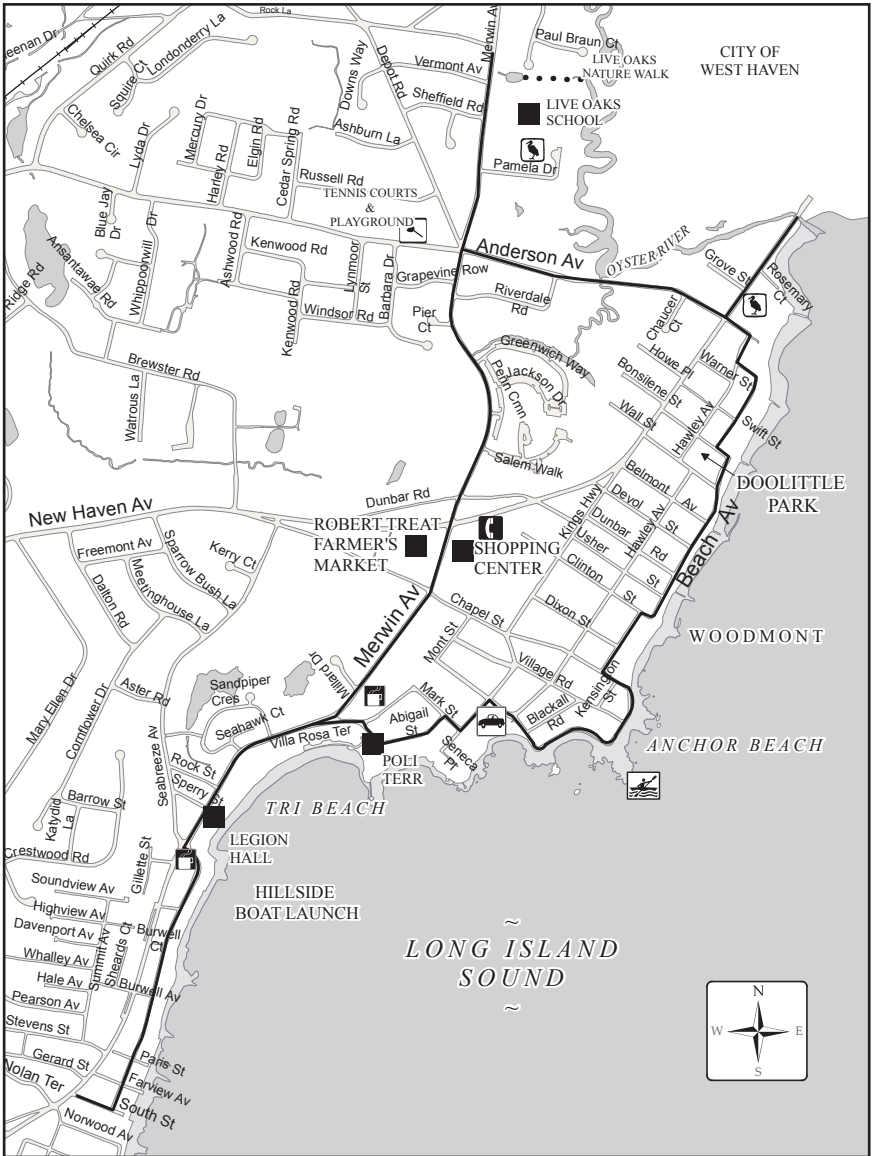 Rock La
eenan Dr
Quirk Rd
Londonderry La
Squire Ct
Chelsea Cir
Lyda Dr
Mercury Dr
Harley Rd
Elgin Rd
Cedar Spring Rd
Downs Way
Depot Rd
Vermont Av
Sheffield Rd
Ashburn La
Merwin Av
Paul Braun Ct
LIVE OAKS
NATURE WALK
CITY OF
WEST HAVEN
LIVE OAKS
SCHOOL
Pamela Dr
Russell Rd
TENNIS COURTS
&
PLAYGROUND
Blue Jay
Dr
Whippoorwill
Dr
Ansantawae Rd
Ridge Rd
Ashwood Rd
Kenwood Rd
Kenwood Rd
Lynmoor
St
Barbara Dr
Grapevine Row
Windsor Rd
Pier
Ct
Anderson Av
Riverdale
Rd
OYSTER RIVER
Grove St
Rosemary
Ct
Chaucer
Ct
Brewster Rd
Watrous La
Greenwich Way
Jackson Dr
Penn Cmn
Salem Walk
Howe Pl
Bonsilene St
Wall St
Warner St
Hawley Av
Swift St
DOOLITTLE
PARK
Belmont
Av
Devol
St
Dunbar
Rd
Usher
St
Clinton
St
Hawley Av
Kings Hwy
Beach Av
Dixon St
WOODMONT
New Haven Av
Dunbar Rd
ROBERT TREAT
FARMER'S
MARKET
SHOPPING
CENTER
Freemont Av
Sparrow Bush La
Kerry Ct
Meetinghouse La
Dalton Rd
Merwin Av
Chapel St
Mont St
Village Rd
Kensington
St
Blackall
Rd
Mary Ellen Dr
Cornflower Dr
Aster Rd
Sandpiper
Cres
Seahawk Ct
Millard Dr
Mark St
Abigail
St
Seneca
Pl
Villa Rosa Ter
POLI
TERR
ANCHOR BEACH
Seabreeze Av
Rock St
Sperry St
TRI BEACH
Barrow St
Katydid
La
LEGION
HALL
Crestwood Rd
Gillette St
Soundview Av
HILLSIDE
BOAT LAUNCH
Highview Av
Davenport Av
Burwell
Ct
Summit Av
Sheards Ct
Whalley Av
Hale Av
Burwell Av
Pearson Av
Stevens St
~
LONG ISLAND
SOUND
~
N
W
E
S
Gerard St
Paris St
Nolan Ter
Farview Av
South St
Norwood Av